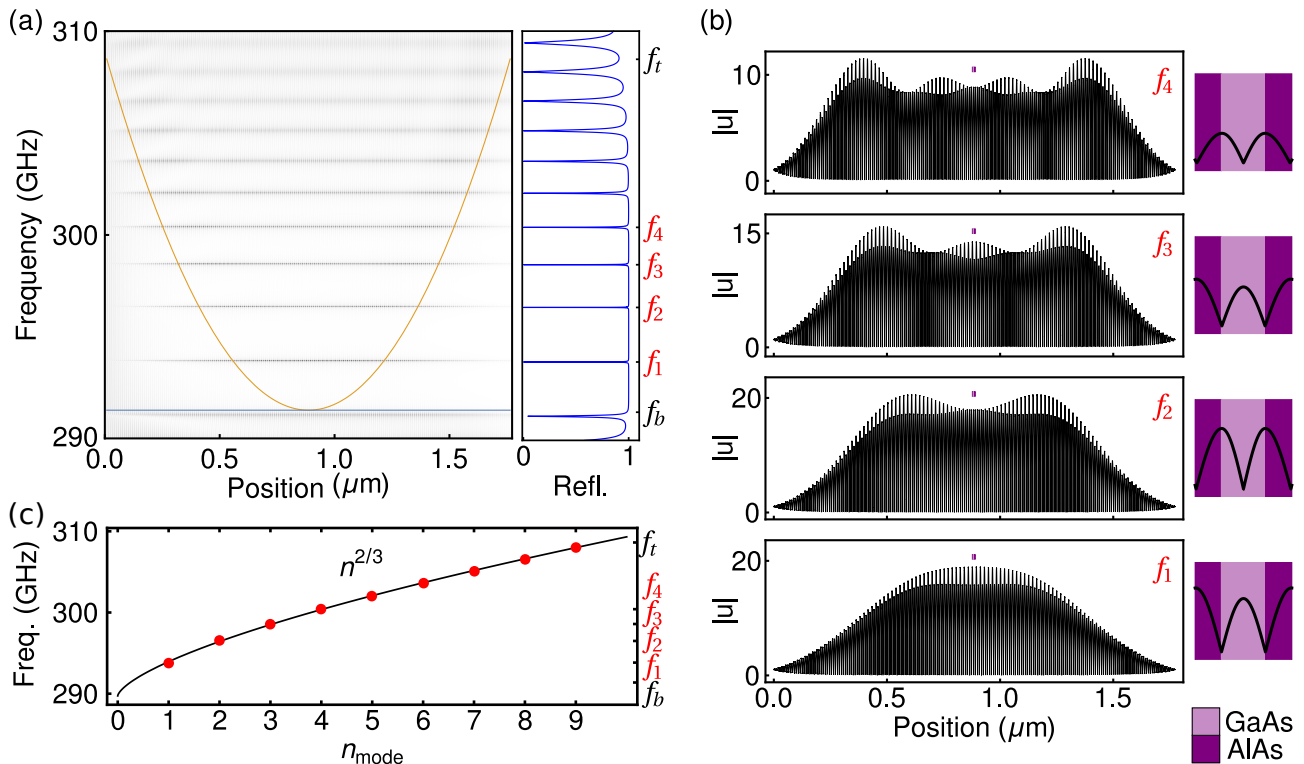 (a)
310
300
290
Frequency (GHz)
0.0 0.5 1.0 1.5
Position (μm)
f_t
f_4
f_3
f_2
f_1
f_b
0 1
Refl.
(b)
10
0
|u|
f_4
15
0
|u|
f_3
20
0
|u|
f_2
20
0
|u|
f_1
0.0 0.5 1.0 1.5
Position (μm)
GaAs
AlAs
(c)
310
300
290
Freq. (GHz)
n^{2/3}
f_t
f_4
f_3
f_2
f_1
f_b
0 1 2 3 4 5 6 7 8 9
n_mode